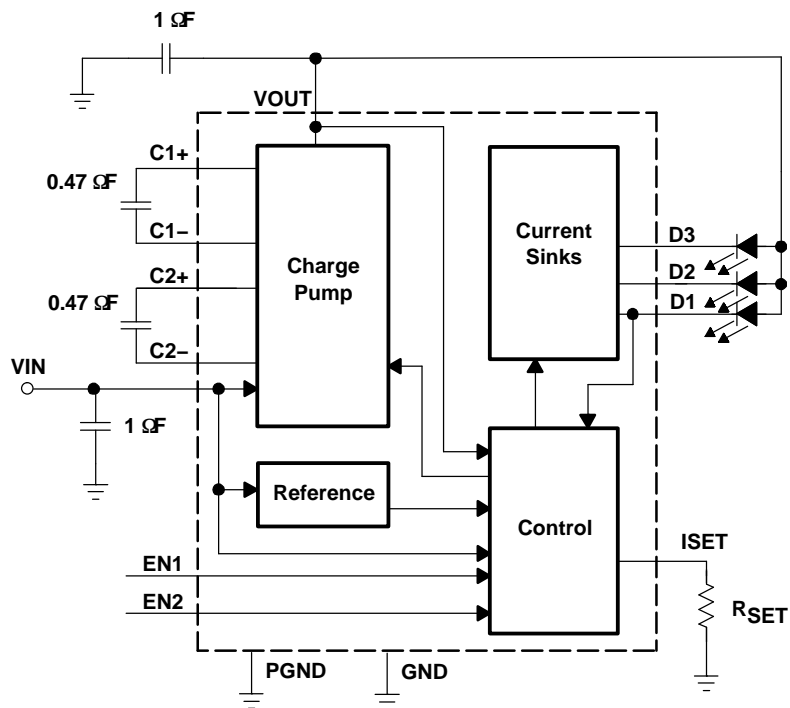 1 ΩF
VOUT
C1+
0.47 ΩF
C1−
C2+
0.47 ΩF
C2−
Charge
Pump
Current
Sinks
D3
D2
D1
VIN
1 ΩF
Reference
Control
ISET
RSET
EN1
EN2
PGND
GND